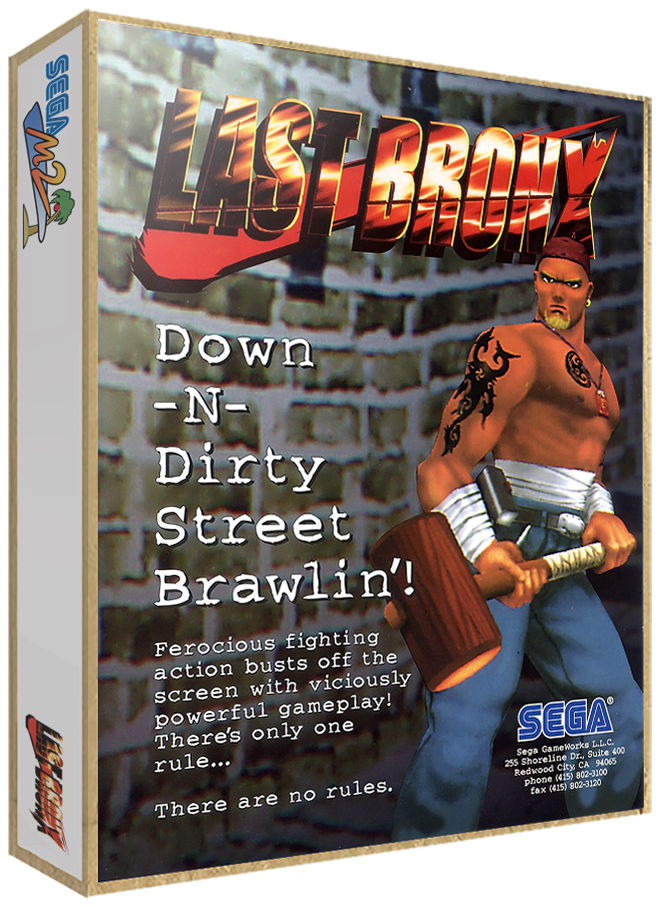 SEGA
M2
LAST BRONX
LAST BRONX
Down
-N-
Dirty
Street
Brawlin'!
Ferocious fighting
action busts off the
screen with viciously
powerful gameplay!
There's only one
rule...
There are no rules.
SEGA®
Sega GameWorks L.L.C.
255 Shoreline Dr., Suite 400
Redwood City, CA 94065
phone (415) 802-3100
fax (415) 802-3120